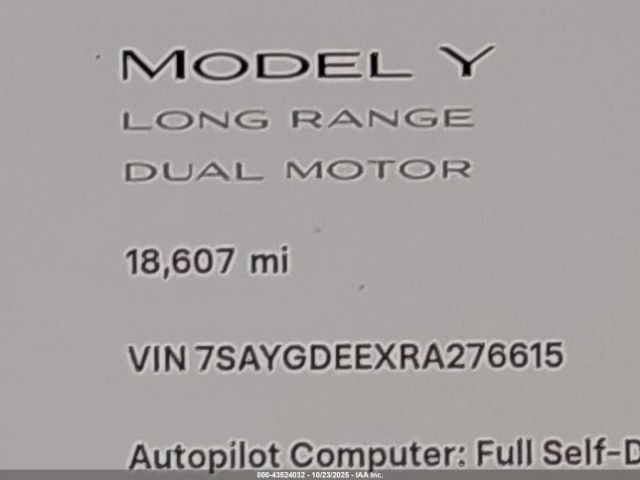 MODEL Y
LONG RANGE
DUAL MOTOR
18,607 mi
VIN 7SAYGDEEXRA276615
Autopilot Computer: Full Self-D
000-43524032 - 10/23/2025 - IAA Inc.